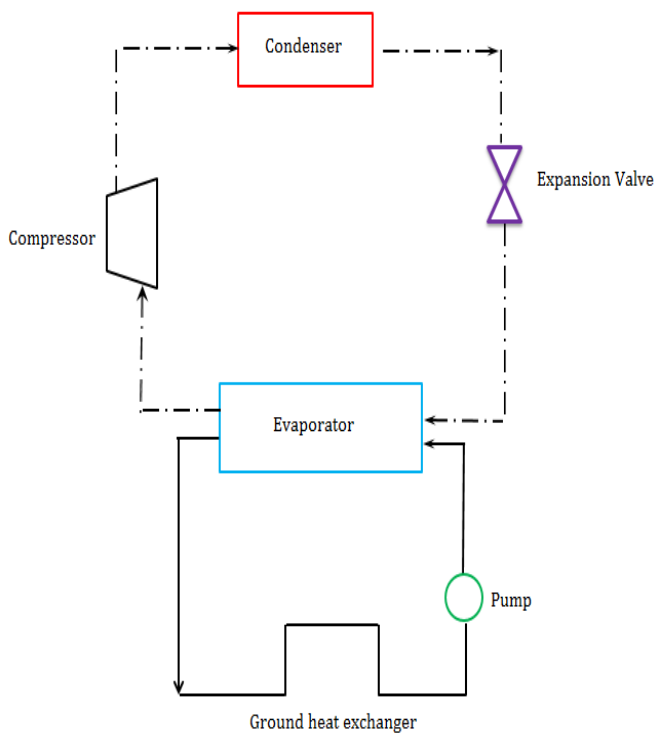 Condenser
Expansion Valve
Compressor
Evaporator
Pump
Ground heat exchanger